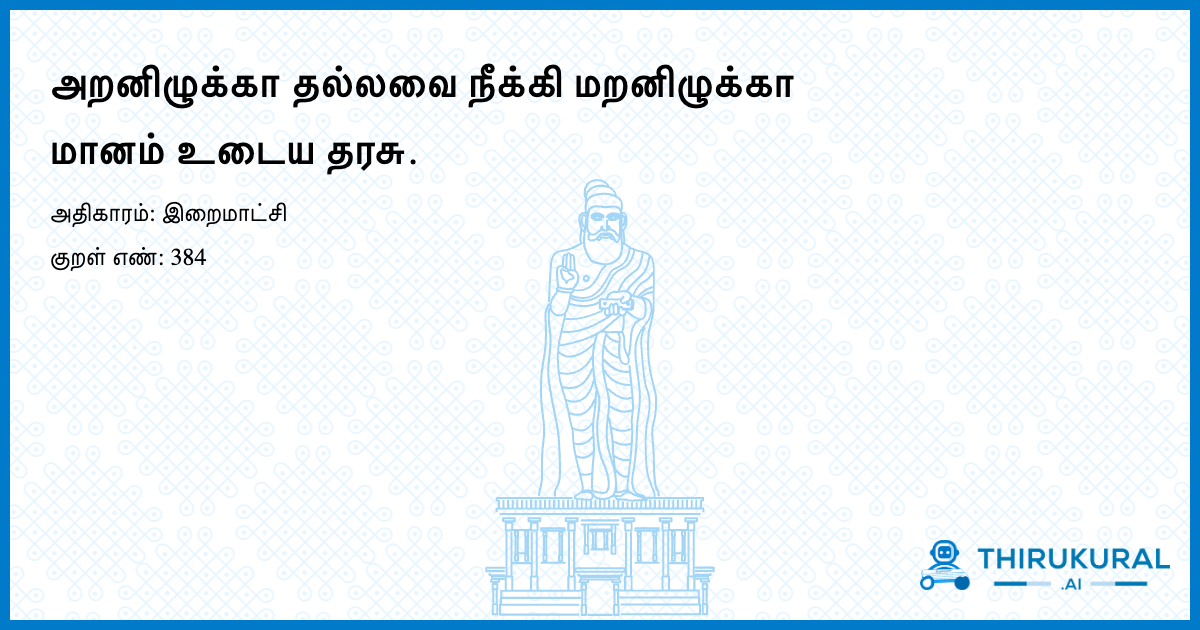 அறனிழுக்கா தல்லவை நீக்கி மறனிழுக்கா
மானம் உடைய தரசு.
அதிகாரம்: இறைமாட்சி
குறள் எண்: 384
THIRUKURAL
.AI